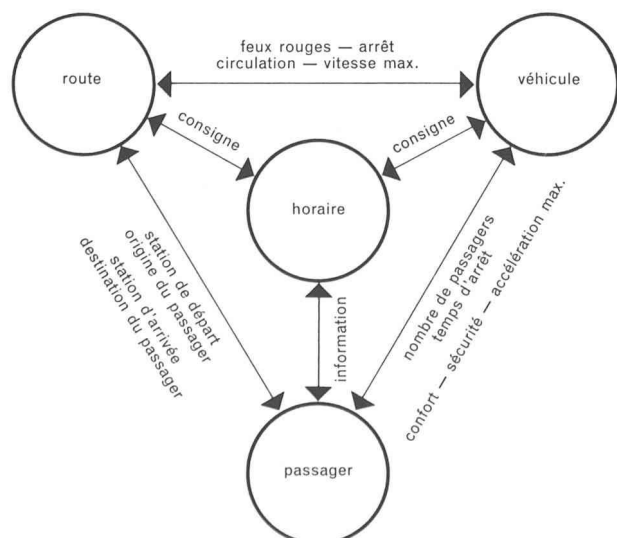 feux rouges — arrêt
circulation — vitesse max.
route
véhicule
consigne
consigne
horaire
station de départ
origine du passager
station d'arrivée
destination du passager
information
nombre de passagers
temps d'arrêt
confort — sécurité — accélération max.
passager